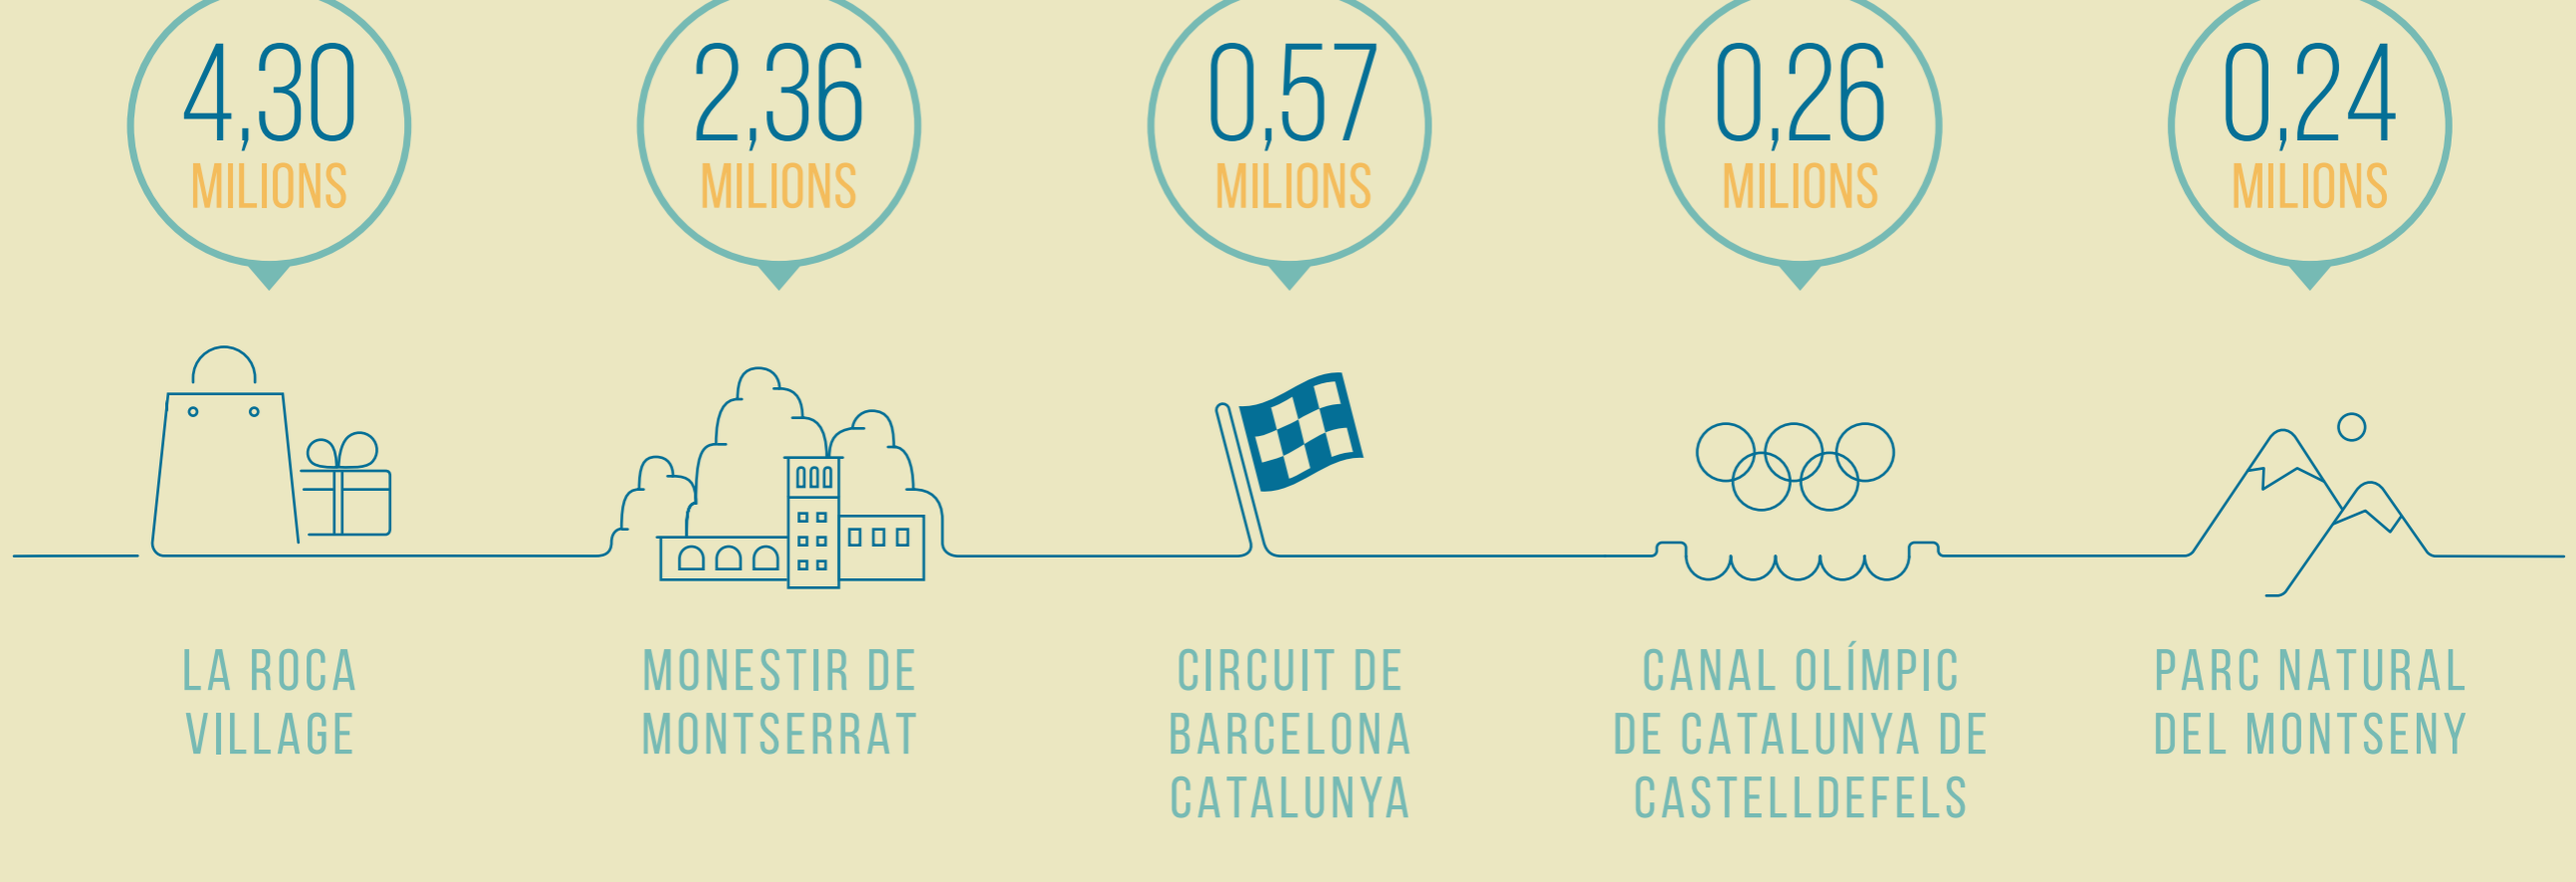 4,30
MILIONS
2,36
MILIONS
0,57
MILIONS
0,26
MILIONS
0,24
MILIONS
LA ROCA
VILLAGE
MONESTIR DE
MONTSERRAT
CIRCUIT DE
BARCELONA
CATALUNYA
CANAL OLÍMPIC
DE CATALUNYA DE
CASTELLDEFELS
PARC NATURAL
DEL MONTSENY